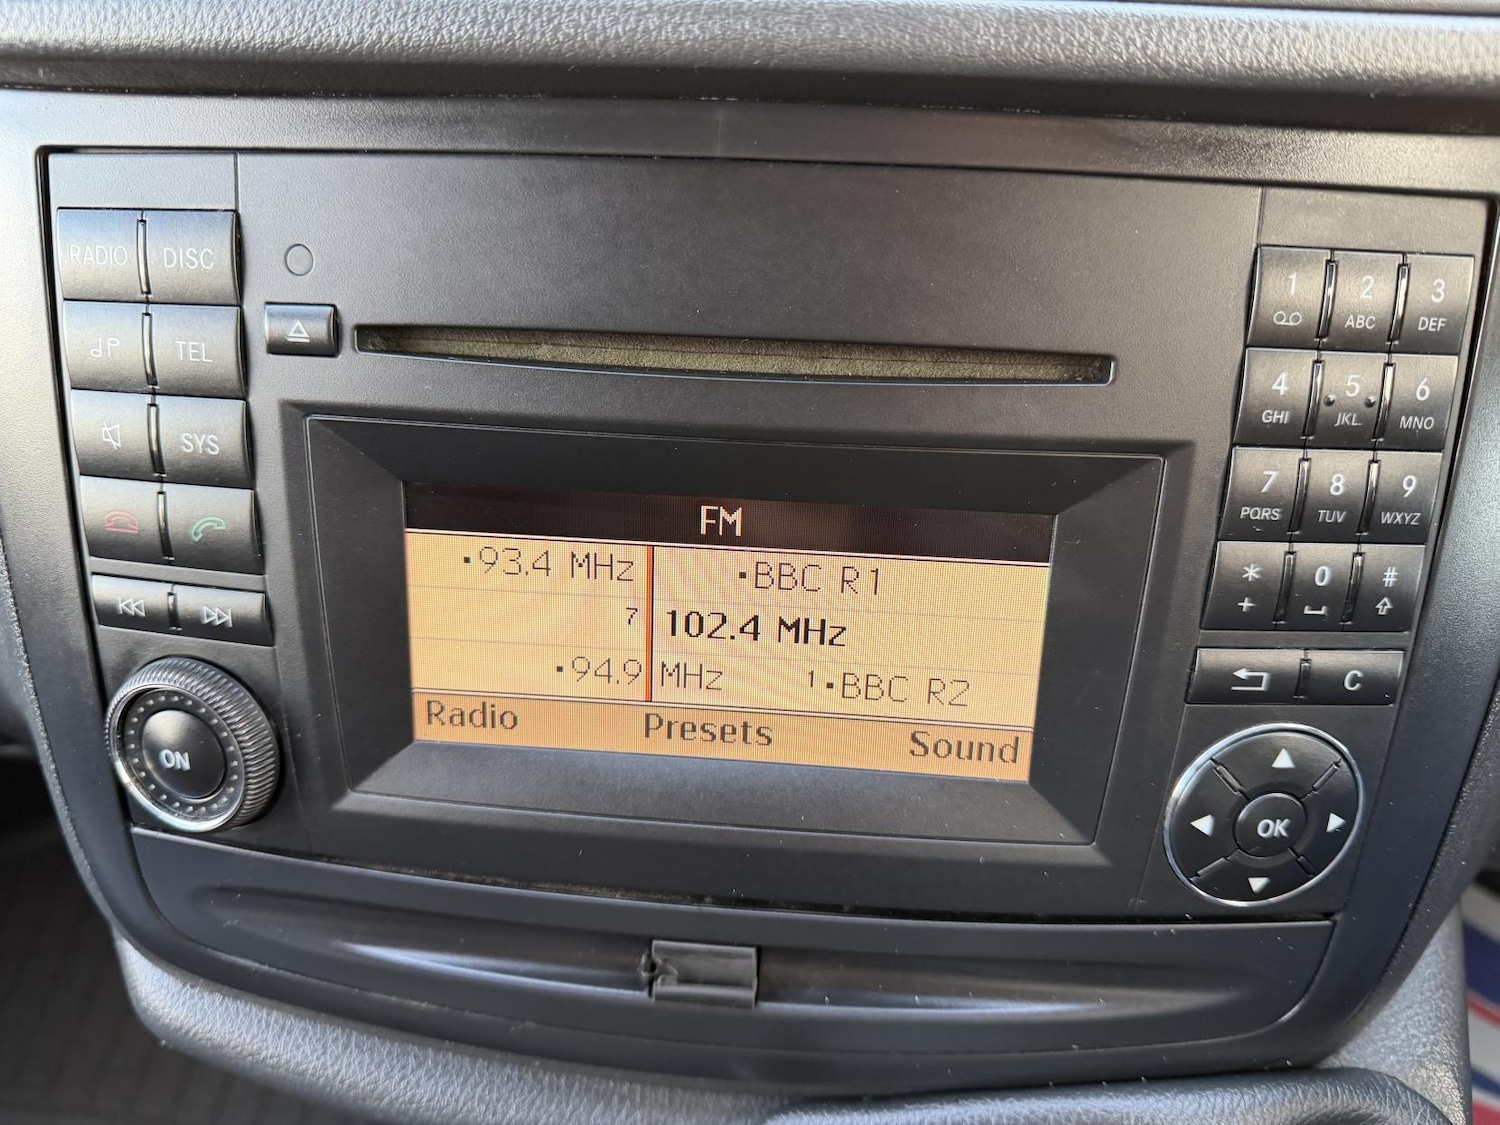 RADIO DISC
TEL
SYS
ON
FM
·93.4 MHz ·BBC R1
7 102.4 MHz
·94.9 MHz 1·BBC R2
Radio Presets Sound
1 2 ABC 3 DEF
4 GHI 5 JKL 6 MNO
7 PQRS 8 TUV 9 WXYZ
* + 0 #
C
OK